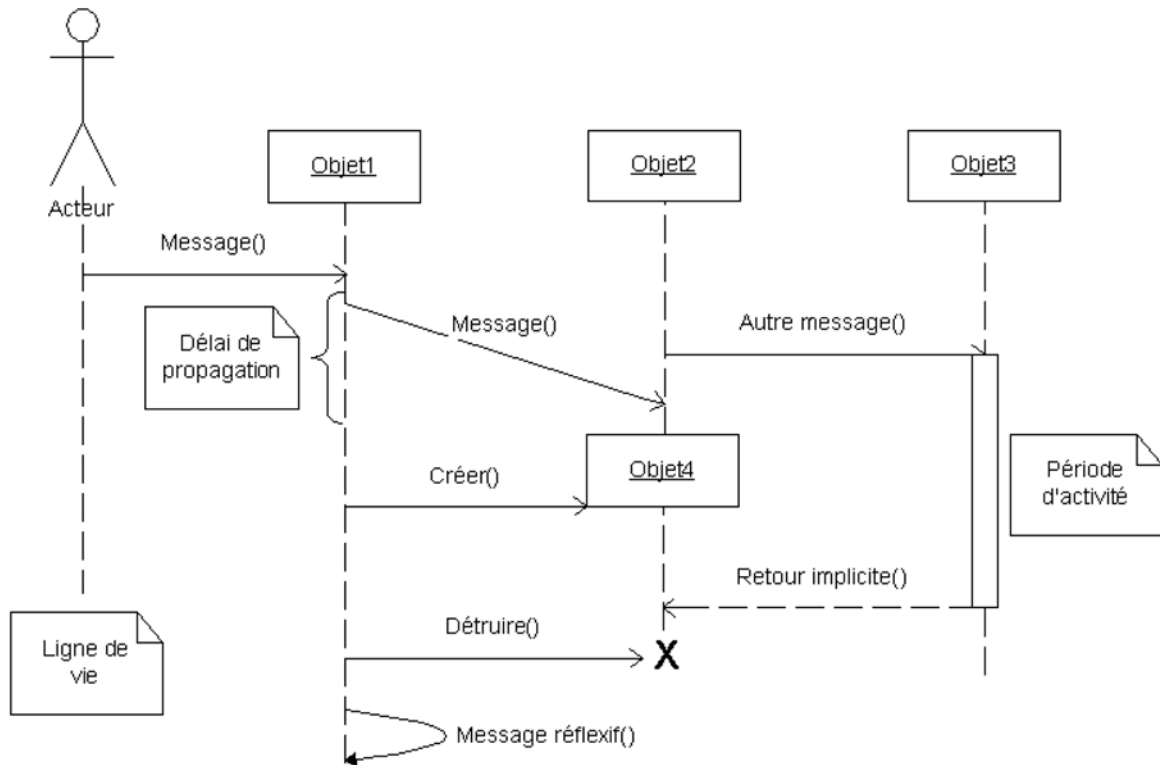 Objet1
Objet2
Objet3
Acteur
Message()
Message()
Autre message()
Délai de
propagation
Créer()
Objet4
Période
d'activité
Retour implicite()
Détruire()
X
Ligne de
vie
Message réflexif()